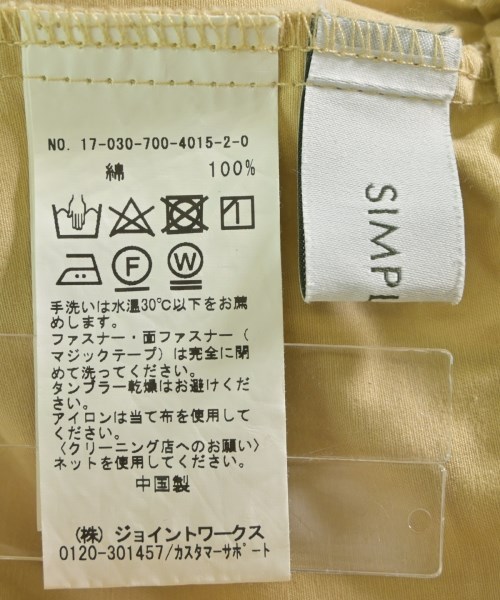 NO. 17-030-700-4015-2-0
綿 100%
F
W
手洗いは水温30℃以下をお薦
めします。
ファスナー・面ファスナー（
マジックテープ）は完全に閉
めて洗ってください。
タンブラー乾燥はお避けくださ
い。
アイロンは当て布を使用して
ください。
〈クリーニング店へのお願い〉
ネットを使用してください。
中国製
（株）ジョイントワークス
0120-301457/カスタマーサポート
SIMPL